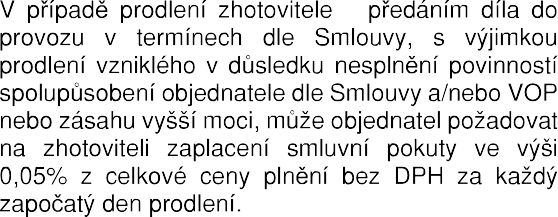 V případě prodlení zhotovitele předáním díla do
provozu v termínech dle Smlouvy, s výjimkou
prodlení vzniklého v důsledku nesplnění povinností
spolupůsobení objednatele dle Smlouvy a/nebo VOP
nebo zásahu vyšší moci, může objednatel požadovat
na zhotoviteli zaplacení smluvní pokuty ve výši
0,05% z celkové ceny plnění bez DPH za každý
započatý den prodlení.